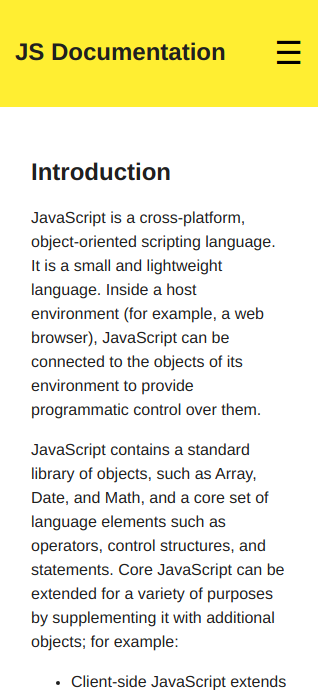 JS Documentation ☰
Introduction
JavaScript is a cross-platform,
object-oriented scripting language.
It is a small and lightweight
language. Inside a host
environment (for example, a web
browser), JavaScript can be
connected to the objects of its
environment to provide
programmatic control over them.
JavaScript contains a standard
library of objects, such as Array,
Date, and Math, and a core set of
language elements such as
operators, control structures, and
statements. Core JavaScript can be
extended for a variety of purposes
by supplementing it with additional
objects; for example:
• Client-side JavaScript extends